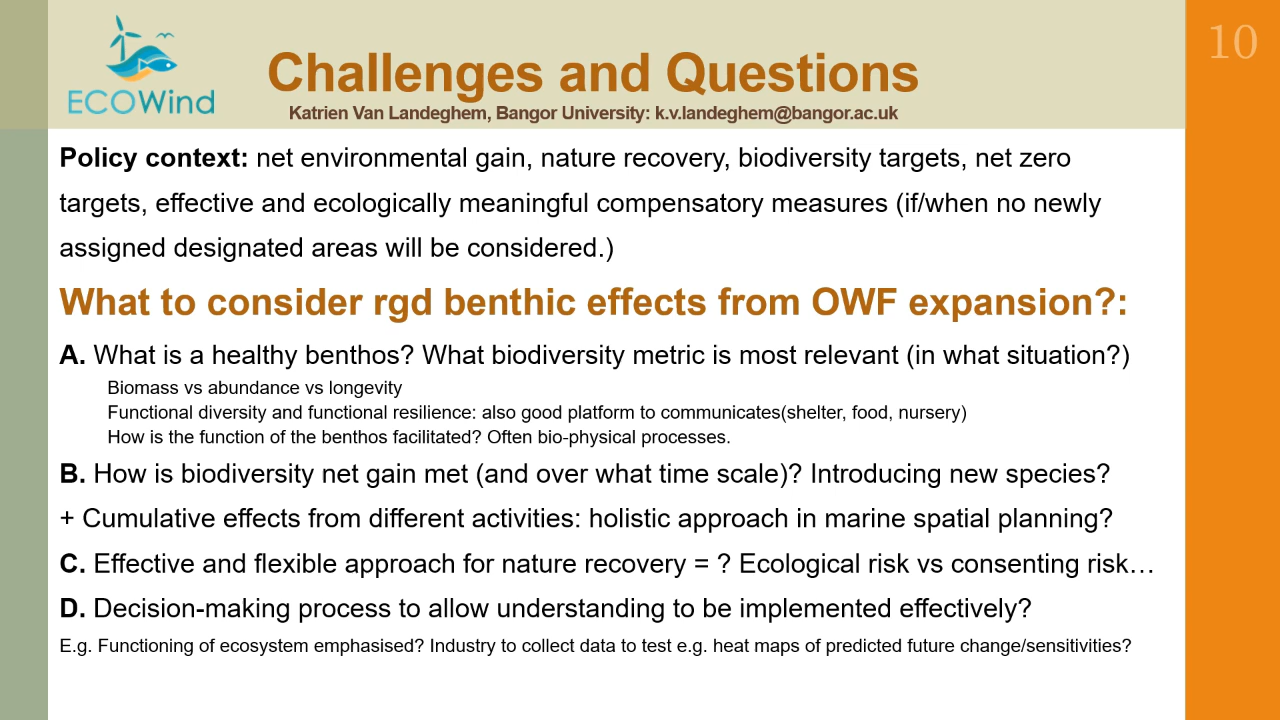 10
ECOWind
Challenges and Questions
Katrien Van Landeghem, Bangor University: k.v.landeghem@bangor.ac.uk
Policy context: net environmental gain, nature recovery, biodiversity targets, net zero
targets, effective and ecologically meaningful compensatory measures (if/when no newly
assigned designated areas will be considered.)
What to consider rgd benthic effects from OWF expansion?:
A. What is a healthy benthos? What biodiversity metric is most relevant (in what situation?)
Biomass vs abundance vs longevity
Functional diversity and functional resilience: also good platform to communicates(shelter, food, nursery)
How is the function of the benthos facilitated? Often bio-physical processes.
B. How is biodiversity net gain met (and over what time scale)? Introducing new species?
+ Cumulative effects from different activities: holistic approach in marine spatial planning?
C. Effective and flexible approach for nature recovery = ? Ecological risk vs consenting risk…
D. Decision-making process to allow understanding to be implemented effectively?
E.g. Functioning of ecosystem emphasised? Industry to collect data to test e.g. heat maps of predicted future change/sensitivities?